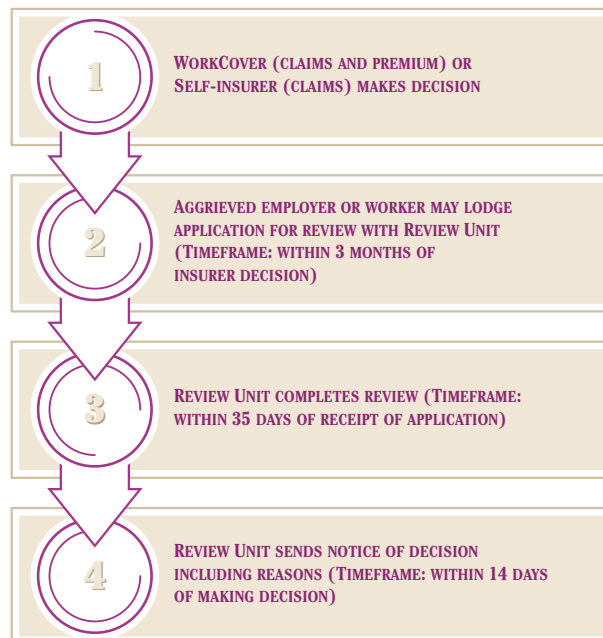 1
WorkCover (claims and premium) or
Self-insurer (claims) makes decision
2
Aggrieved employer or worker may lodge
application for review with Review Unit
(Timeframe: within 3 months of
insurer decision)
3
Review Unit completes review (Timeframe:
within 35 days of receipt of application)
4
Review Unit sends notice of decision
including reasons (Timeframe: within 14 days
of making decision)